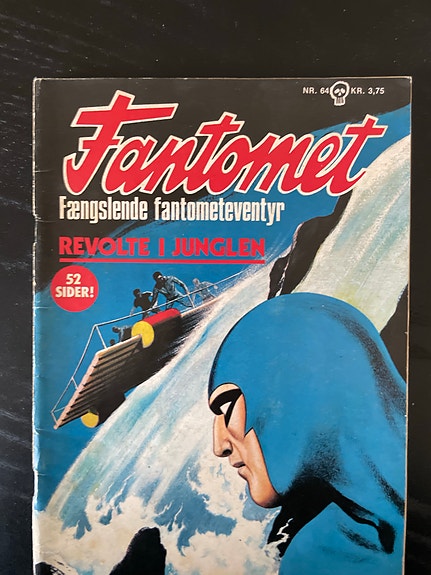 NR. 64 KR. 3,75
Fantomet
Fængslende fantometeventyr
REVOLTE I JUNGLEN
52
SIDER!